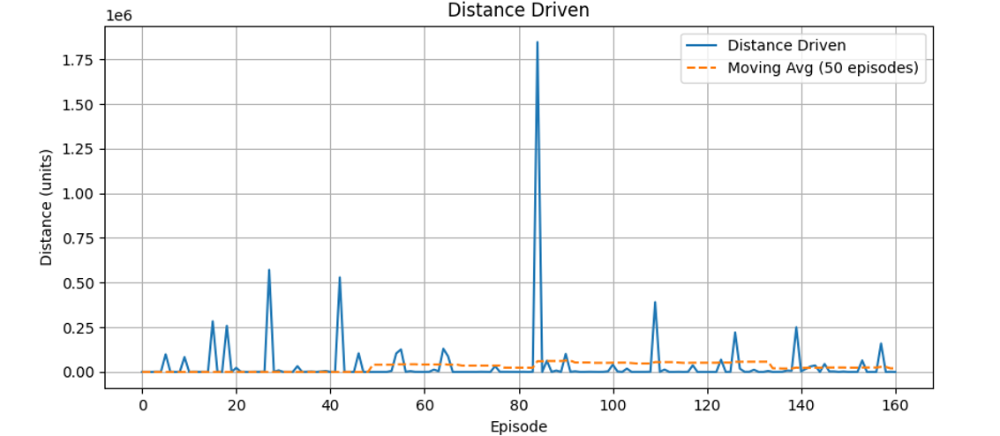 Distance Driven
1e6
Distance Driven
Moving Avg (50 episodes)
1.75
1.50
1.25
1.00
0.75
0.50
0.25
0.00
Distance (units)
0 20 40 60 80 100 120 140 160
Episode